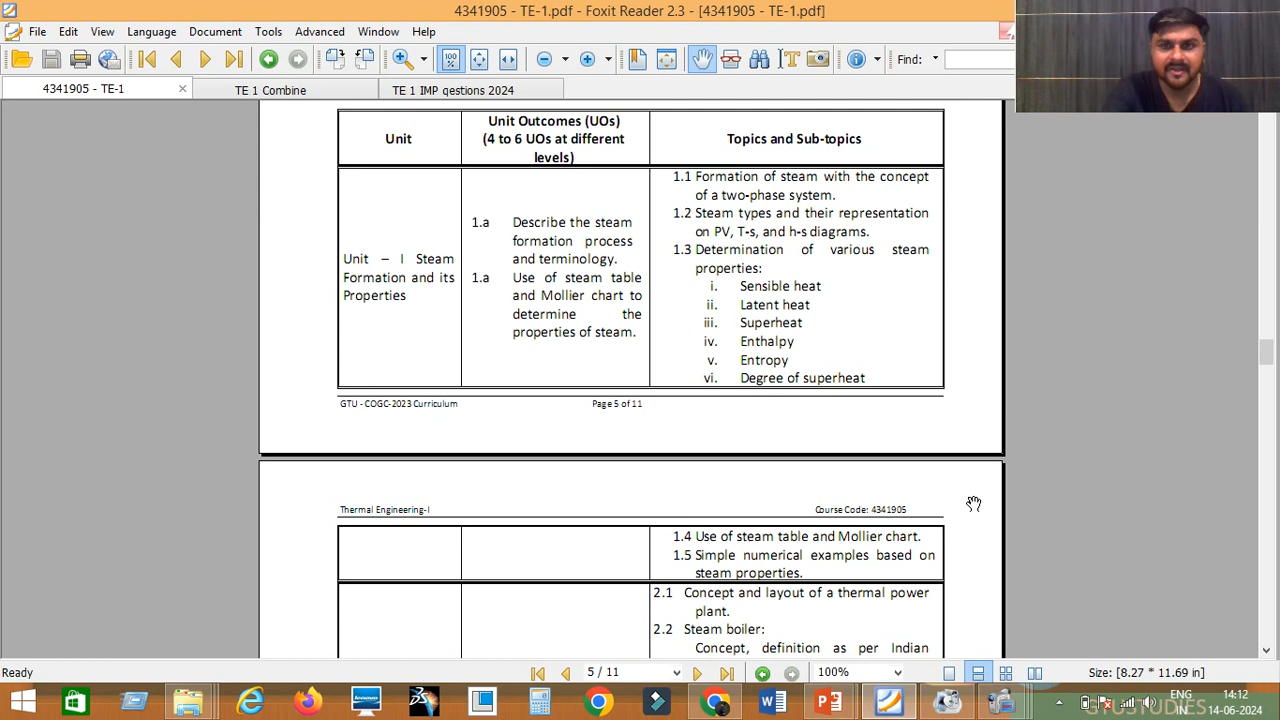 4341905 - TE-1.pdf - Foxit Reader 2.3 - [4341905 - TE-1.pdf]
File Edit View Language Document Tools Advanced Window Help
100 %
Find:
4341905 - TE-1 TE 1 Combine TE 1 IMP qestions 2024
Unit
Unit Outcomes (UOs)
(4 to 6 UOs at different
levels)
Topics and Sub-topics
Unit – I Steam
Formation and its
Properties
1.a Describe the steam
formation process
and terminology.
1.a Use of steam table
and Mollier chart to
determine the
properties of steam.
1.1 Formation of steam with the concept
of a two-phase system.
1.2 Steam types and their representation
on PV, T-s, and h-s diagrams.
1.3 Determination of various steam
properties:
i. Sensible heat
ii. Latent heat
iii. Superheat
iv. Enthalpy
v. Entropy
vi. Degree of superheat
GTU - COGC-2023 Curriculum Page 5 of 11
Thermal Engineering-I Course Code: 4341905
1.4 Use of steam table and Mollier chart.
1.5 Simple numerical examples based on
steam properties.
2.1 Concept and layout of a thermal power
plant.
2.2 Steam boiler:
Concept, definition as per Indian
Ready 5 / 11 100% Size: [8.27 * 11.69 in]
ENG 14:12
IN 14-06-2024
GTUSTUDIES